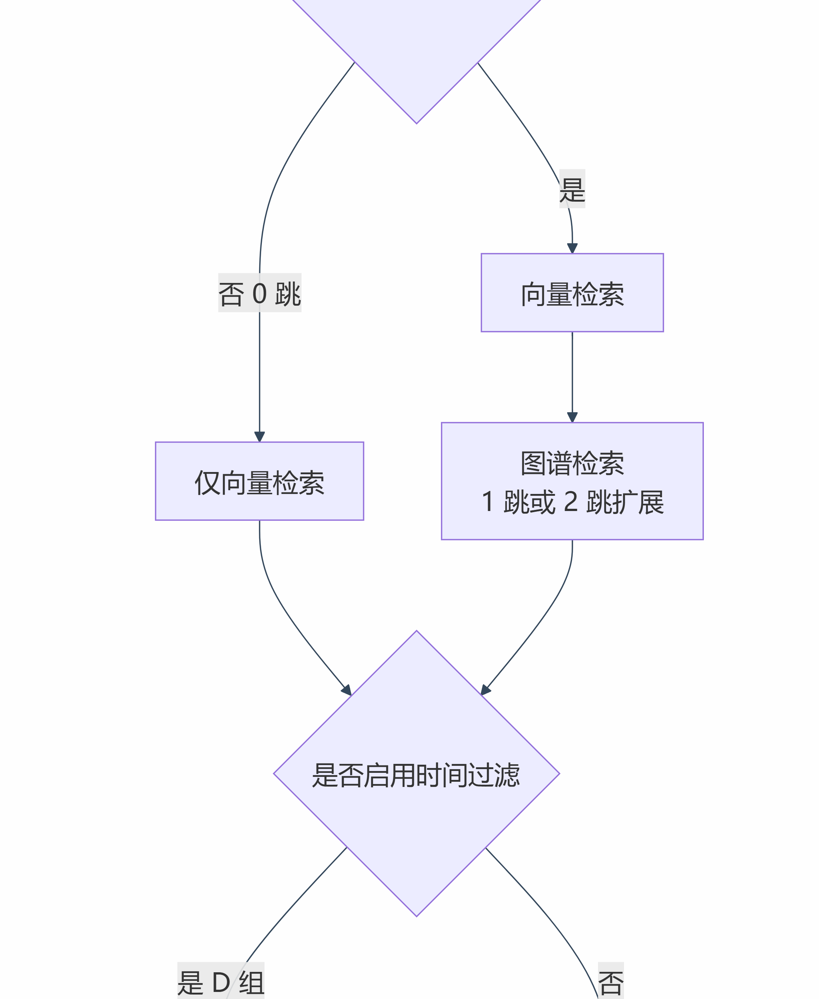 是
否 0 跳
向量检索
图谱检索
1 跳或 2 跳扩展
仅向量检索
是否启用时间过滤
是 D 组
否